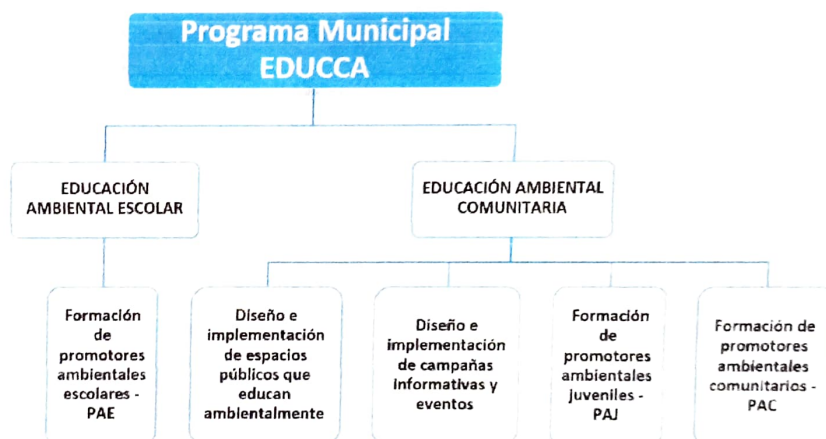 Programa Municipal
EDUCCA
EDUCACIÓN
AMBIENTAL ESCOLAR
EDUCACIÓN AMBIENTAL
COMUNITARIA
Formación
de
promotores
ambientales
escolares -
PAE
Diseño e
implementación
de espacios
públicos que
educan
ambientalmente
Diseño e
implementación
de campañas
informativas y
eventos
Formación
de
promotores
ambientales
juveniles -
PAJ
Formación de
promotores
ambientales
comunitarios -
PAC